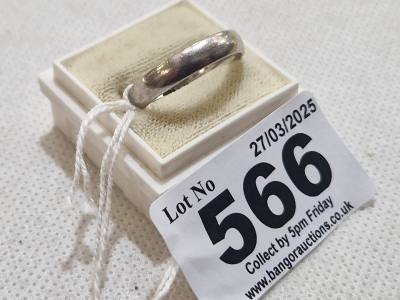 27/03/2025
Lot No
566
Collect by 5pm Friday
www.bangorauctions.co.uk